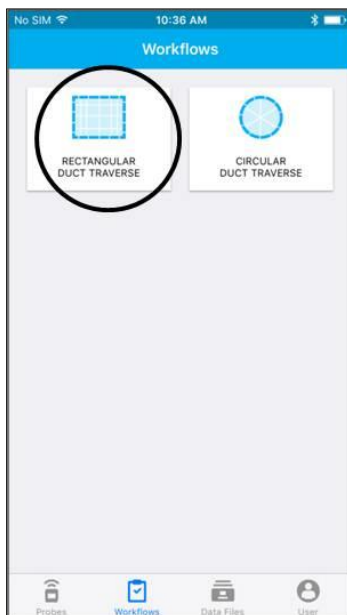 No SIM 10:36 AM
Workflows
RECTANGULAR
DUCT TRAVERSE
CIRCULAR
DUCT TRAVERSE
Probes Workflows Data Files User